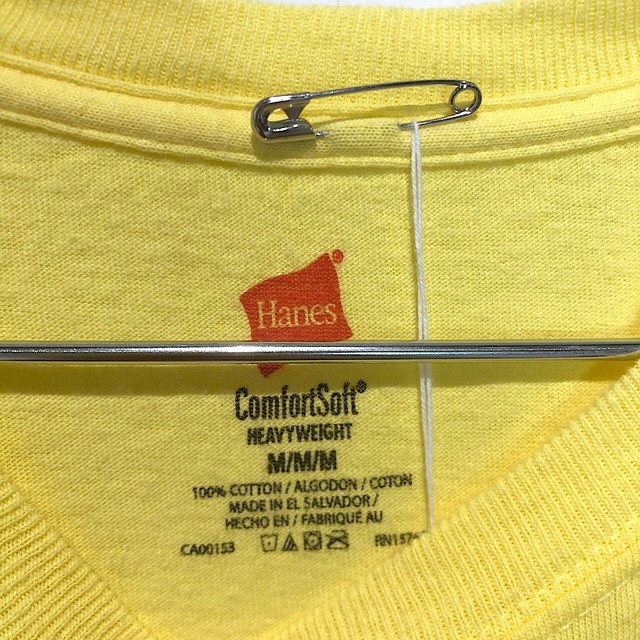 Hanes
ComfortSoft®
HEAVYWEIGHT
M/M/M
100% COTTON / ALGODON / COTON
MADE IN EL SALVADOR /
HECHO EN / FABRIQUÉ AU
CA00153